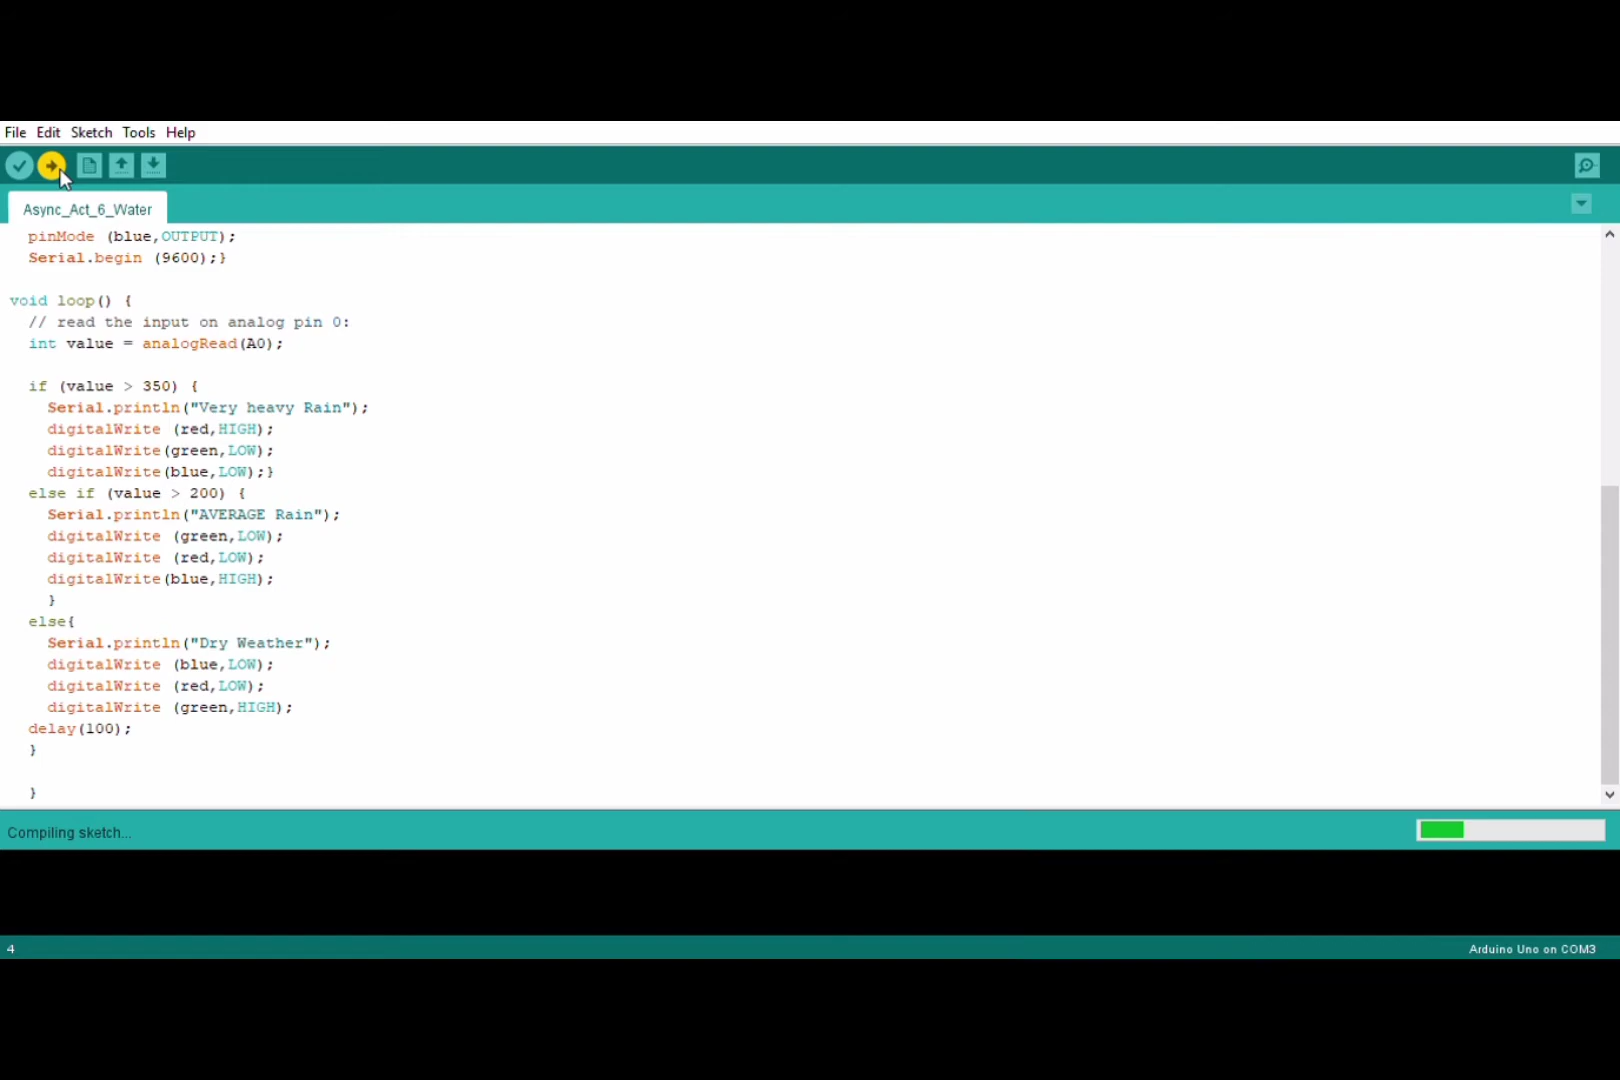 File Edit Sketch Tools Help
Async_Act_6_Water
pinMode (blue,OUTPUT);
Serial.begin (9600);}
void loop() {
// read the input on analog pin 0:
int value = analogRead(A0);
if (value > 350) {
Serial.println("Very heavy Rain");
digitalWrite (red,HIGH);
digitalWrite(green,LOW);
digitalWrite(blue,LOW);}
else if (value > 200) {
Serial.println("AVERAGE Rain");
digitalWrite (green,LOW);
digitalWrite (red,LOW);
digitalWrite(blue,HIGH);
}
else{
Serial.println("Dry Weather");
digitalWrite (blue,LOW);
digitalWrite (red,LOW);
digitalWrite (green,HIGH);
delay(100);
}
}
Compiling sketch...
4 Arduino Uno on COM3